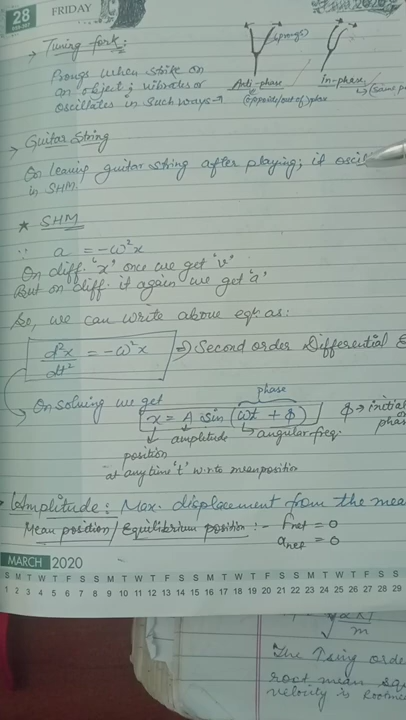 28
FRIDAY
→ Tuning fork:
(prongs)
Prongs when strike on
an object; vibrates or
oscillates in such ways→
Anti-phase
(opposite/out of) phase
In-phase
→ Guitar String
On leaving guitar string after playing; it
in SHM.
★ SHM
∵ a = -ω²x
On diff. 'x' once we get 'v'
But on diff. it again we get 'a'
So, we can write above eqⁿ as:
d²x/dt² = -ω²x ⇒ Second order Differential
→ On solving we get
phase
x = A sin (ωt + ϕ) ϕ → initial
phase
amplitude → angular freq.
position
at any time 't' w.r.to mean position
Amplitude: Max. displacement from the mea
Mean position / Equilibrium position :- Fnet = 0
anet = 0
MARCH 2020
S M T W T F S S M T W T F S S M T W T F S S M T W T F S S
1 2 3 4 5 6 7 8 9 10 11 12 13 14 15 16 17 18 19 20 21 22 23 24 25 26 27 28 29
m
The
root mean
velocity is